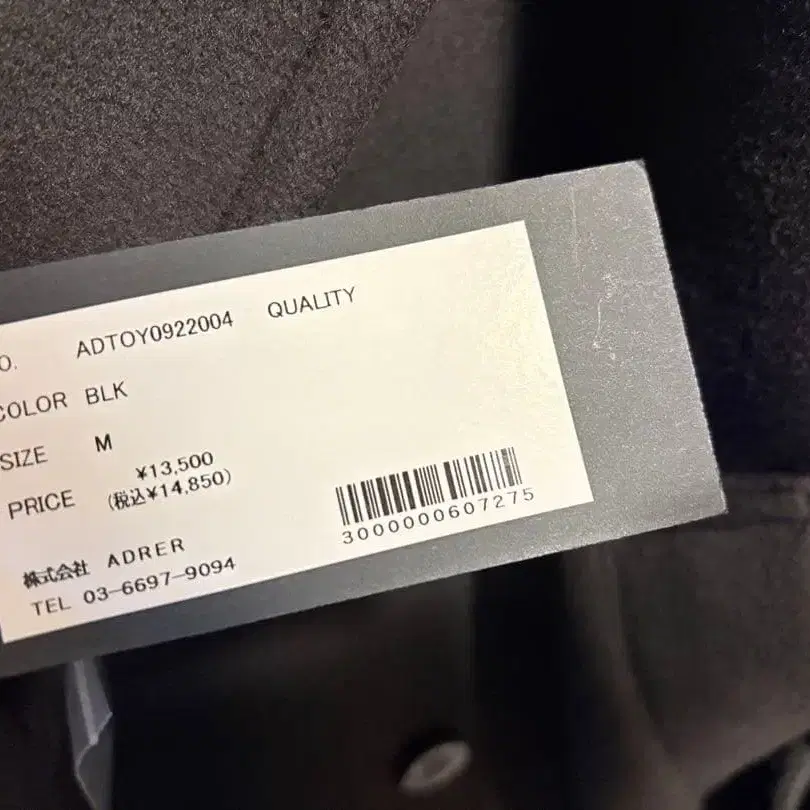 O. ADTOY0922004 QUALITY
COLOR BLK
SIZE M
¥13,500
PRICE (税込¥14,850)
3000000607275
株式会社 ADRER
TEL 03-6697-9094